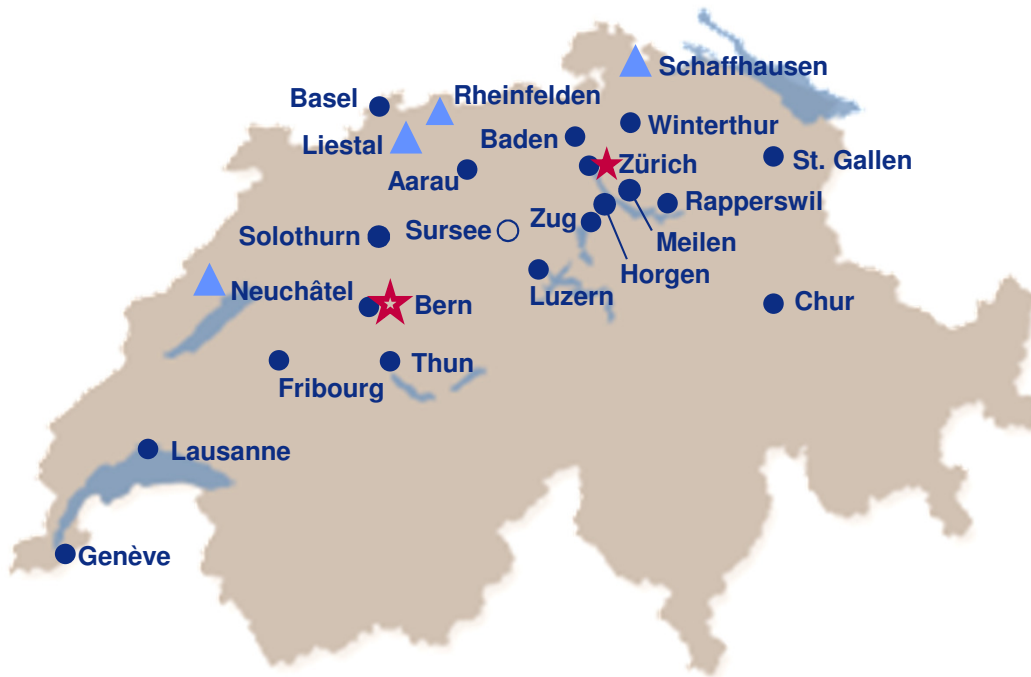 Schaffhausen
Basel
Rheinfelden
Winterthur
Baden
Liestal
St. Gallen
Zürich
Aarau
Rapperswil
Zug
Sursee
Solothurn
Meilen
Horgen
Neuchâtel
Luzern
Chur
Bern
Thun
Fribourg
Lausanne
Genève